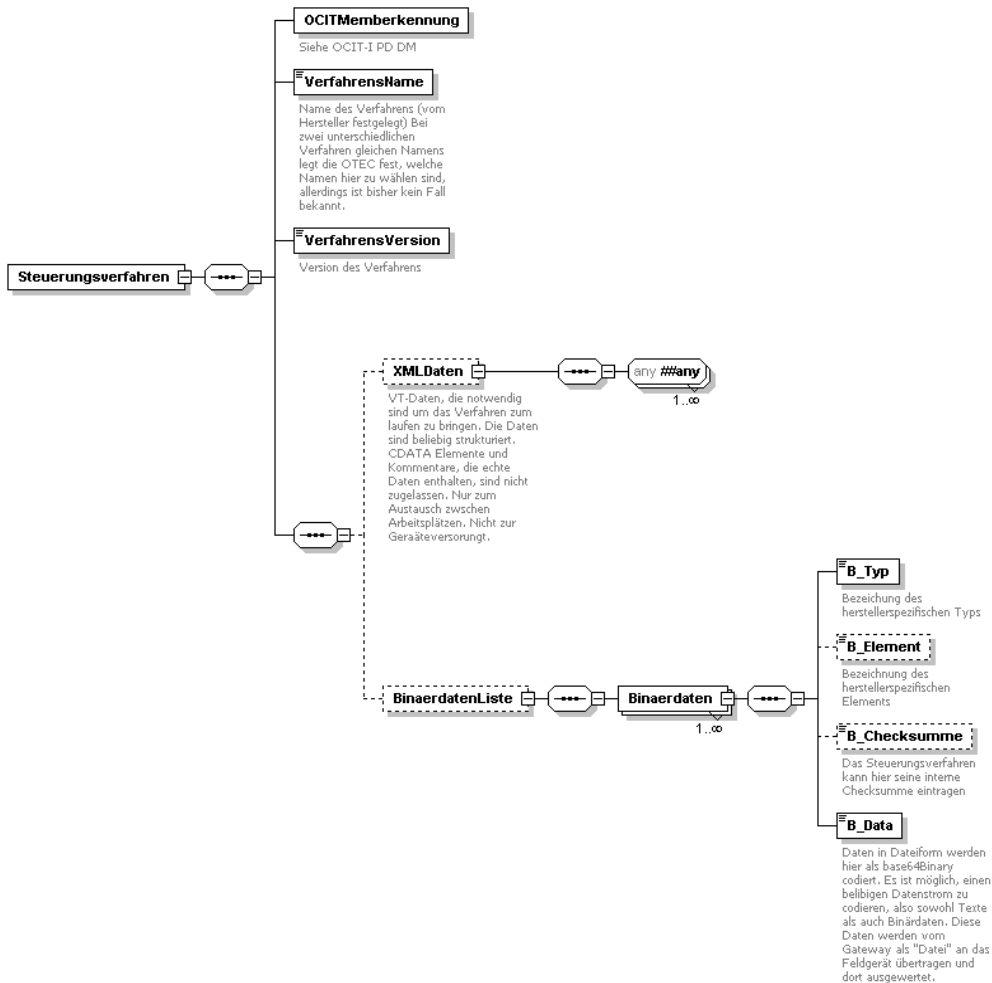 OCITMemberkennung
Siehe OCIT-I PD DM
VerfahrensName
Name des Verfahrens (vom
Hersteller festgelegt) Bei
zwei unterschiedlichen
Verfahren gleichen Namens
legt die OTEC fest, welche
Namen hier zu wählen sind,
allerdings ist bisher kein Fall
bekannt.
VerfahrensVersion
Version des Verfahrens
Steuerungsverfahren
XMLDaten
any ##any
1..∞
VT-Daten, die notwendig
sind um das Verfahren zum
laufen zu bringen. Die Daten
sind beliebig strukturiert.
CDATA Elemente und
Kommentare, die echte
Daten enthalten, sind nicht
zugelassen. Nur zum
Austausch zwschen
Arbeitsplätzen. Nicht zur
Geraäteversorungt.
BinaerdatenListe
Binaerdaten
1..∞
B_Typ
Bezeichung des
herstellerspezifischen Typs
B_Element
Bezeichnung des
herstellerspezifischen
Elements
B_Checksumme
Das Steuerungsverfahren
kann hier seine interne
Checksumme eintragen
B_Data
Daten in Dateiform werden
hier als base64Binary
codiert. Es ist möglich, einen
belibigen Datenstrom zu
codieren, also sowohl Texte
als auch Binärdaten. Diese
Daten werden vom
Gateway als "Datei" an das
Feldgerät übertragen und
dort ausgewertet.